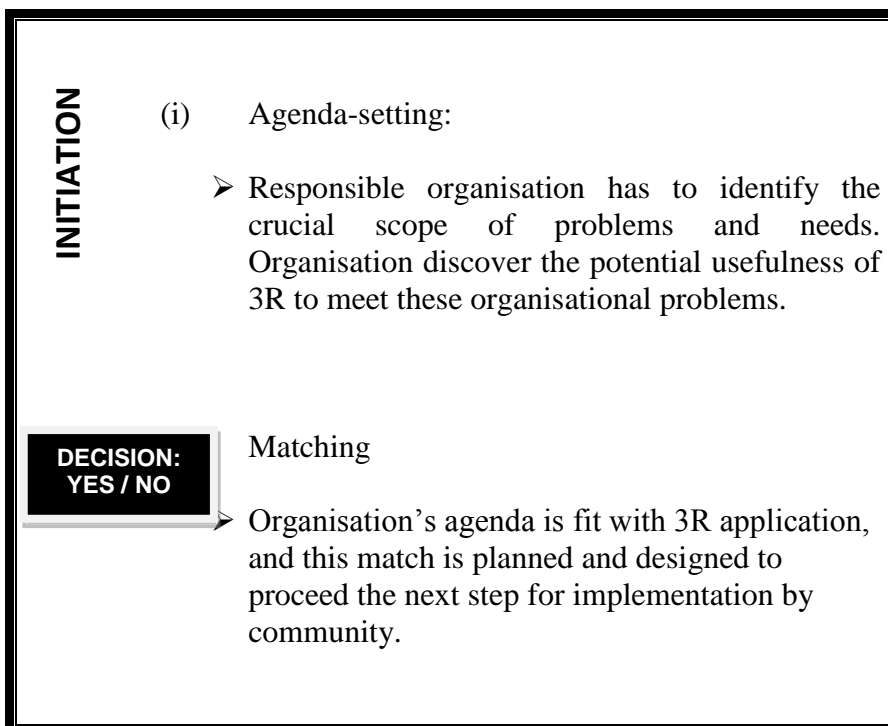 INITIATION
(i) Agenda-setting:
➢ Responsible organisation has to identify the
crucial scope of problems and needs.
Organisation discover the potential usefulness of
3R to meet these organisational problems.
DECISION:
YES / NO
Matching
➢ Organisation’s agenda is fit with 3R application,
and this match is planned and designed to
proceed the next step for implementation by
community.